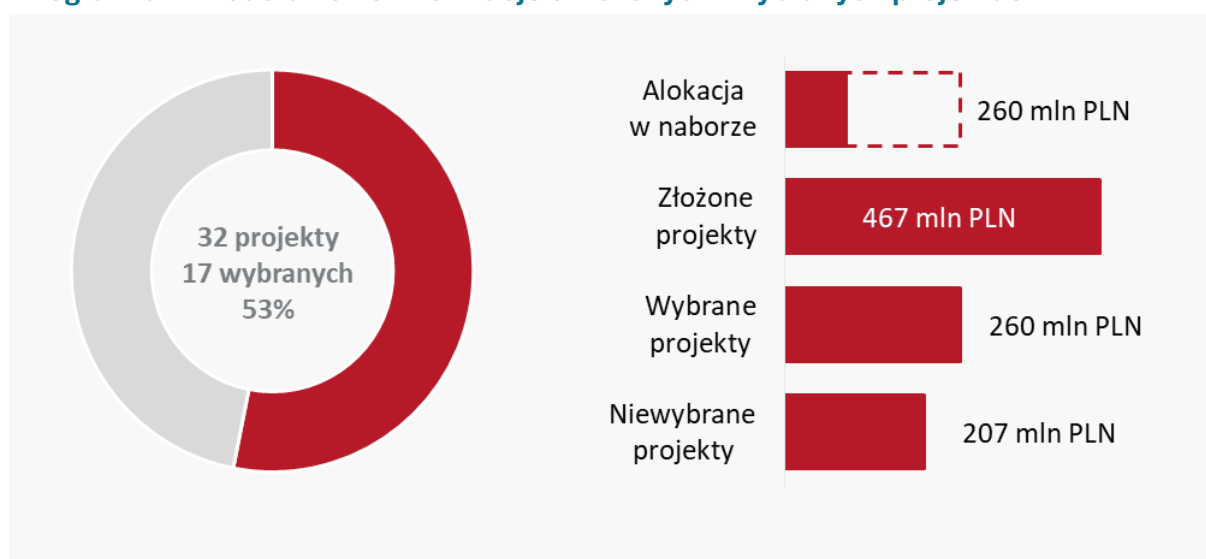 32 projekty
17 wybranych
53%
Alokacja
w naborze
260 mln PLN
Złożone
projekty
467 mln PLN
Wybrane
projekty
260 mln PLN
Niewybrane
projekty
207 mln PLN